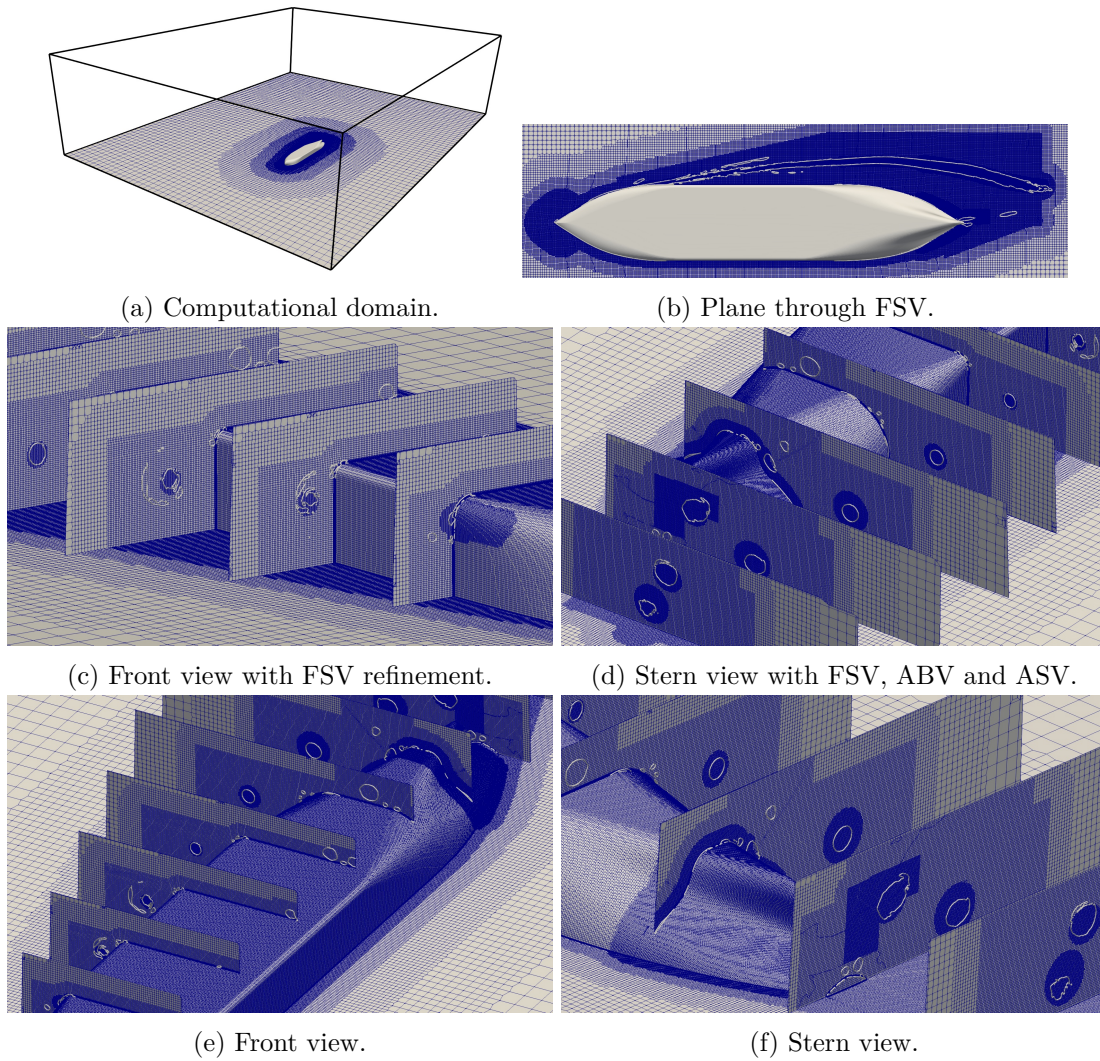 (a) Computational domain.
(b) Plane through FSV.
(c) Front view with FSV refinement.
(d) Stern view with FSV, ABV and ASV.
(e) Front view.
(f) Stern view.